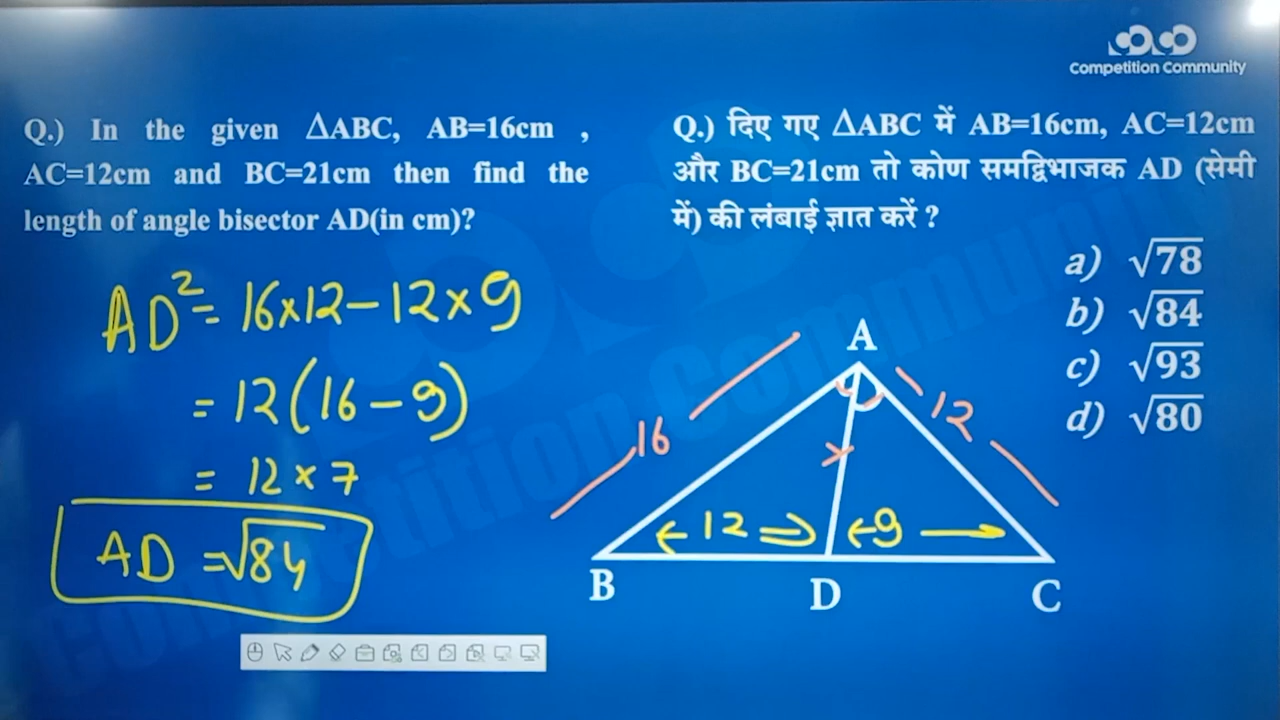 Competition Community
Q.) In the given ΔABC, AB=16cm ,
AC=12cm and BC=21cm then find the
length of angle bisector AD(in cm)?
Q.) दिए गए ΔABC में AB=16cm, AC=12cm
और BC=21cm तो कोण समद्विभाजक AD (सेमी
में) की लंबाई ज्ञात करें ?
a) √78
b) √84
c) √93
d) √80
AD² = 16×12 – 12×9
= 12(16 – 9)
= 12 × 7
AD = √84
A
16
12
12
9
B
D
C
Competition Community